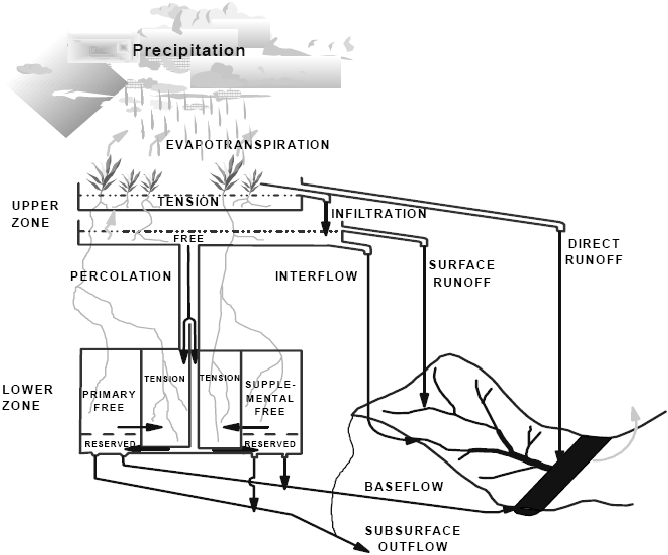 Precipitation
EVAPOTRANSPIRATION
UPPER
ZONE
TENSION
INFILTRATION
FREE
DIRECT
RUNOFF
PERCOLATION
INTERFLOW
SURFACE
RUNOFF
LOWER
ZONE
PRIMARY
FREE
TENSION
TENSION
SUPPLE-
MENTAL
FREE
RESERVED
RESERVED
BASEFLOW
SUBSURFACE
OUTFLOW